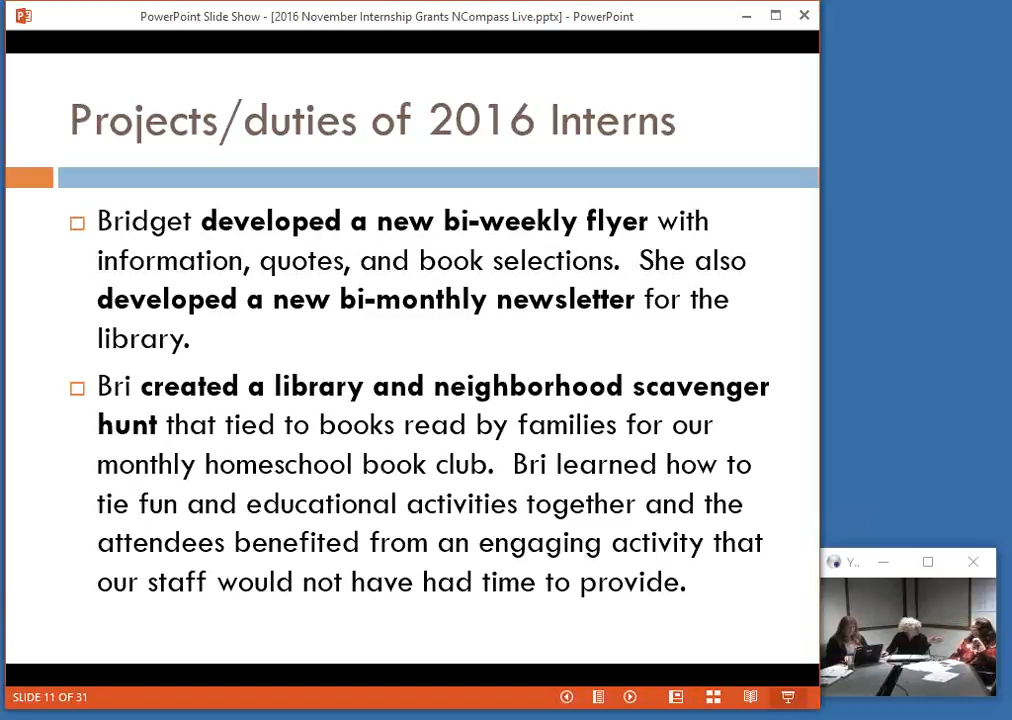 PowerPoint Slide Show - [2016 November Internship Grants NCompass Live.pptx] - PowerPoint
Projects/duties of 2016 Interns
Bridget developed a new bi-weekly flyer with
information, quotes, and book selections. She also
developed a new bi-monthly newsletter for the
library.
Bri created a library and neighborhood scavenger
hunt that tied to books read by families for our
monthly homeschool book club. Bri learned how to
tie fun and educational activities together and the
attendees benefited from an engaging activity that
our staff would not have had time to provide.
Y..
SLIDE 11 OF 31